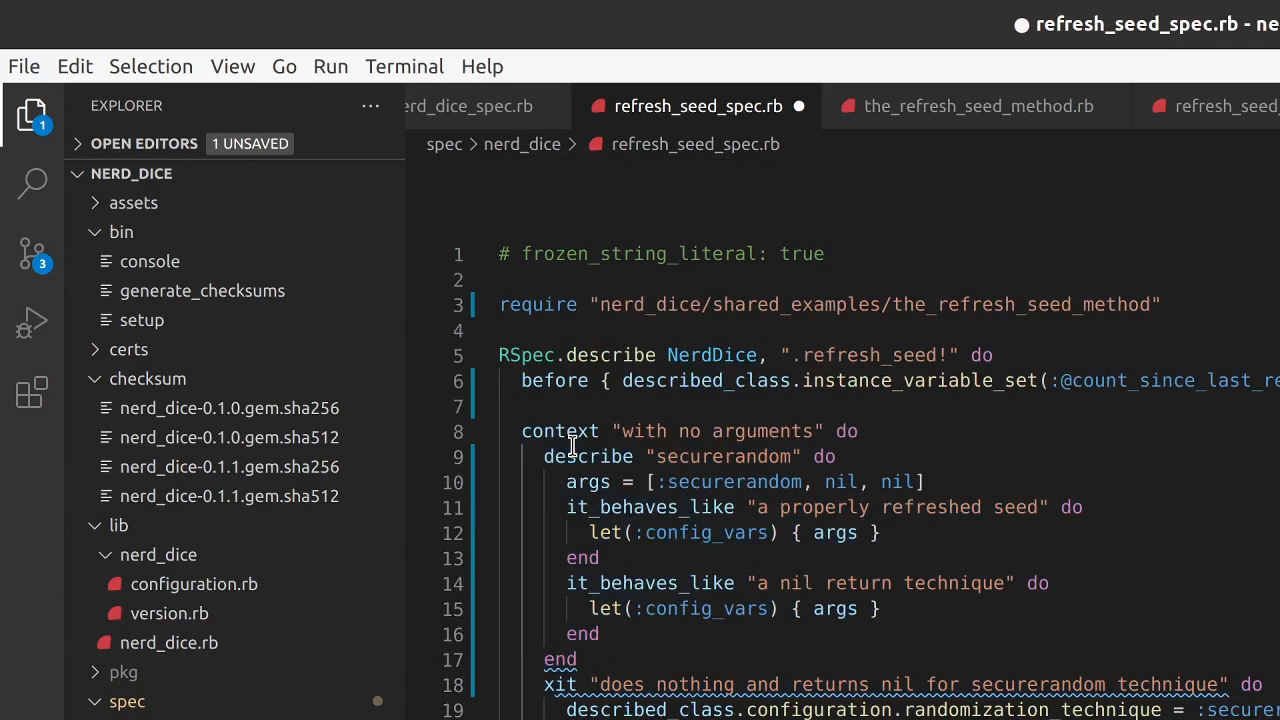 refresh_seed_spec.rb - ne
File Edit Selection View Go Run Terminal Help
EXPLORER
1
OPEN EDITORS 1 UNSAVED
NERD_DICE
assets
bin
console
3
generate_checksums
setup
certs
checksum
nerd_dice-0.1.0.gem.sha256
nerd_dice-0.1.0.gem.sha512
nerd_dice-0.1.1.gem.sha256
nerd_dice-0.1.1.gem.sha512
lib
nerd_dice
configuration.rb
version.rb
nerd_dice.rb
pkg
spec
erd_dice_spec.rb refresh_seed_spec.rb the_refresh_seed_method.rb refresh_seed_
spec > nerd_dice > refresh_seed_spec.rb
1 # frozen_string_literal: true
2
3 require "nerd_dice/shared_examples/the_refresh_seed_method"
4
5 RSpec.describe NerdDice, ".refresh_seed!" do
6 before { described_class.instance_variable_set(:@count_since_last_re
7
8 context "with no arguments" do
9 describe "securerandom" do
10 args = [:securerandom, nil, nil]
11 it_behaves_like "a properly refreshed seed" do
12 let(:config_vars) { args }
13 end
14 it_behaves_like "a nil return technique" do
15 let(:config_vars) { args }
16 end
17 end
18 xit "does nothing and returns nil for securerandom technique" do
19 described_class.configuration.randomization_technique = :securer